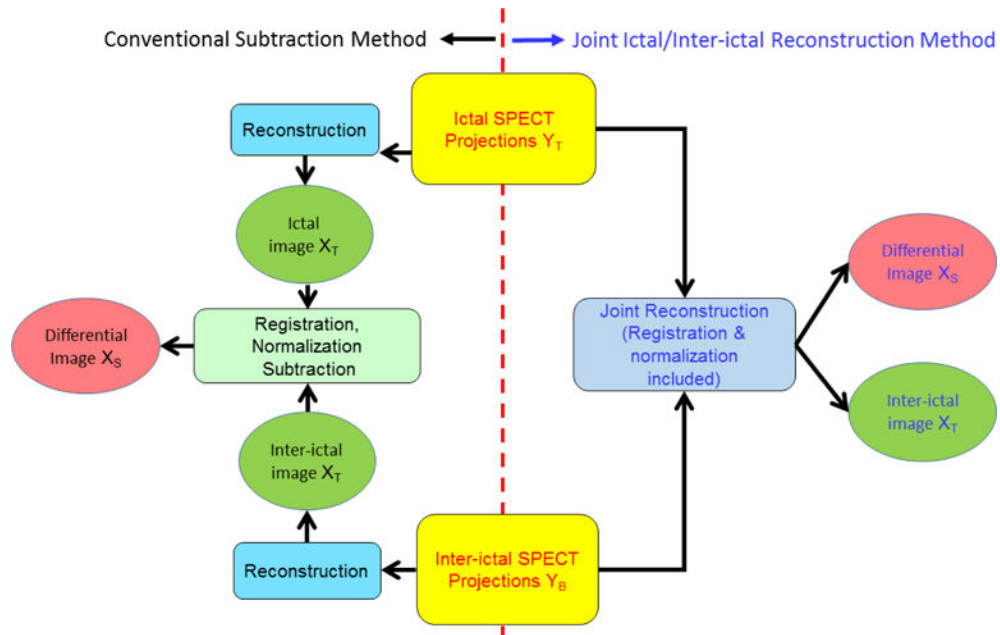 Conventional Subtraction Method
Joint Ictal/Inter-ictal Reconstruction Method
Ictal SPECT
Projections Y_T
Reconstruction
Ictal
image X_T
Registration,
Normalization
Subtraction
Differential
Image X_S
Inter-ictal
image X_T
Reconstruction
Inter-ictal SPECT
Projections Y_B
Joint Reconstruction
(Registration &
normalization
included)
Differential
Image X_S
Inter-ictal
image X_T